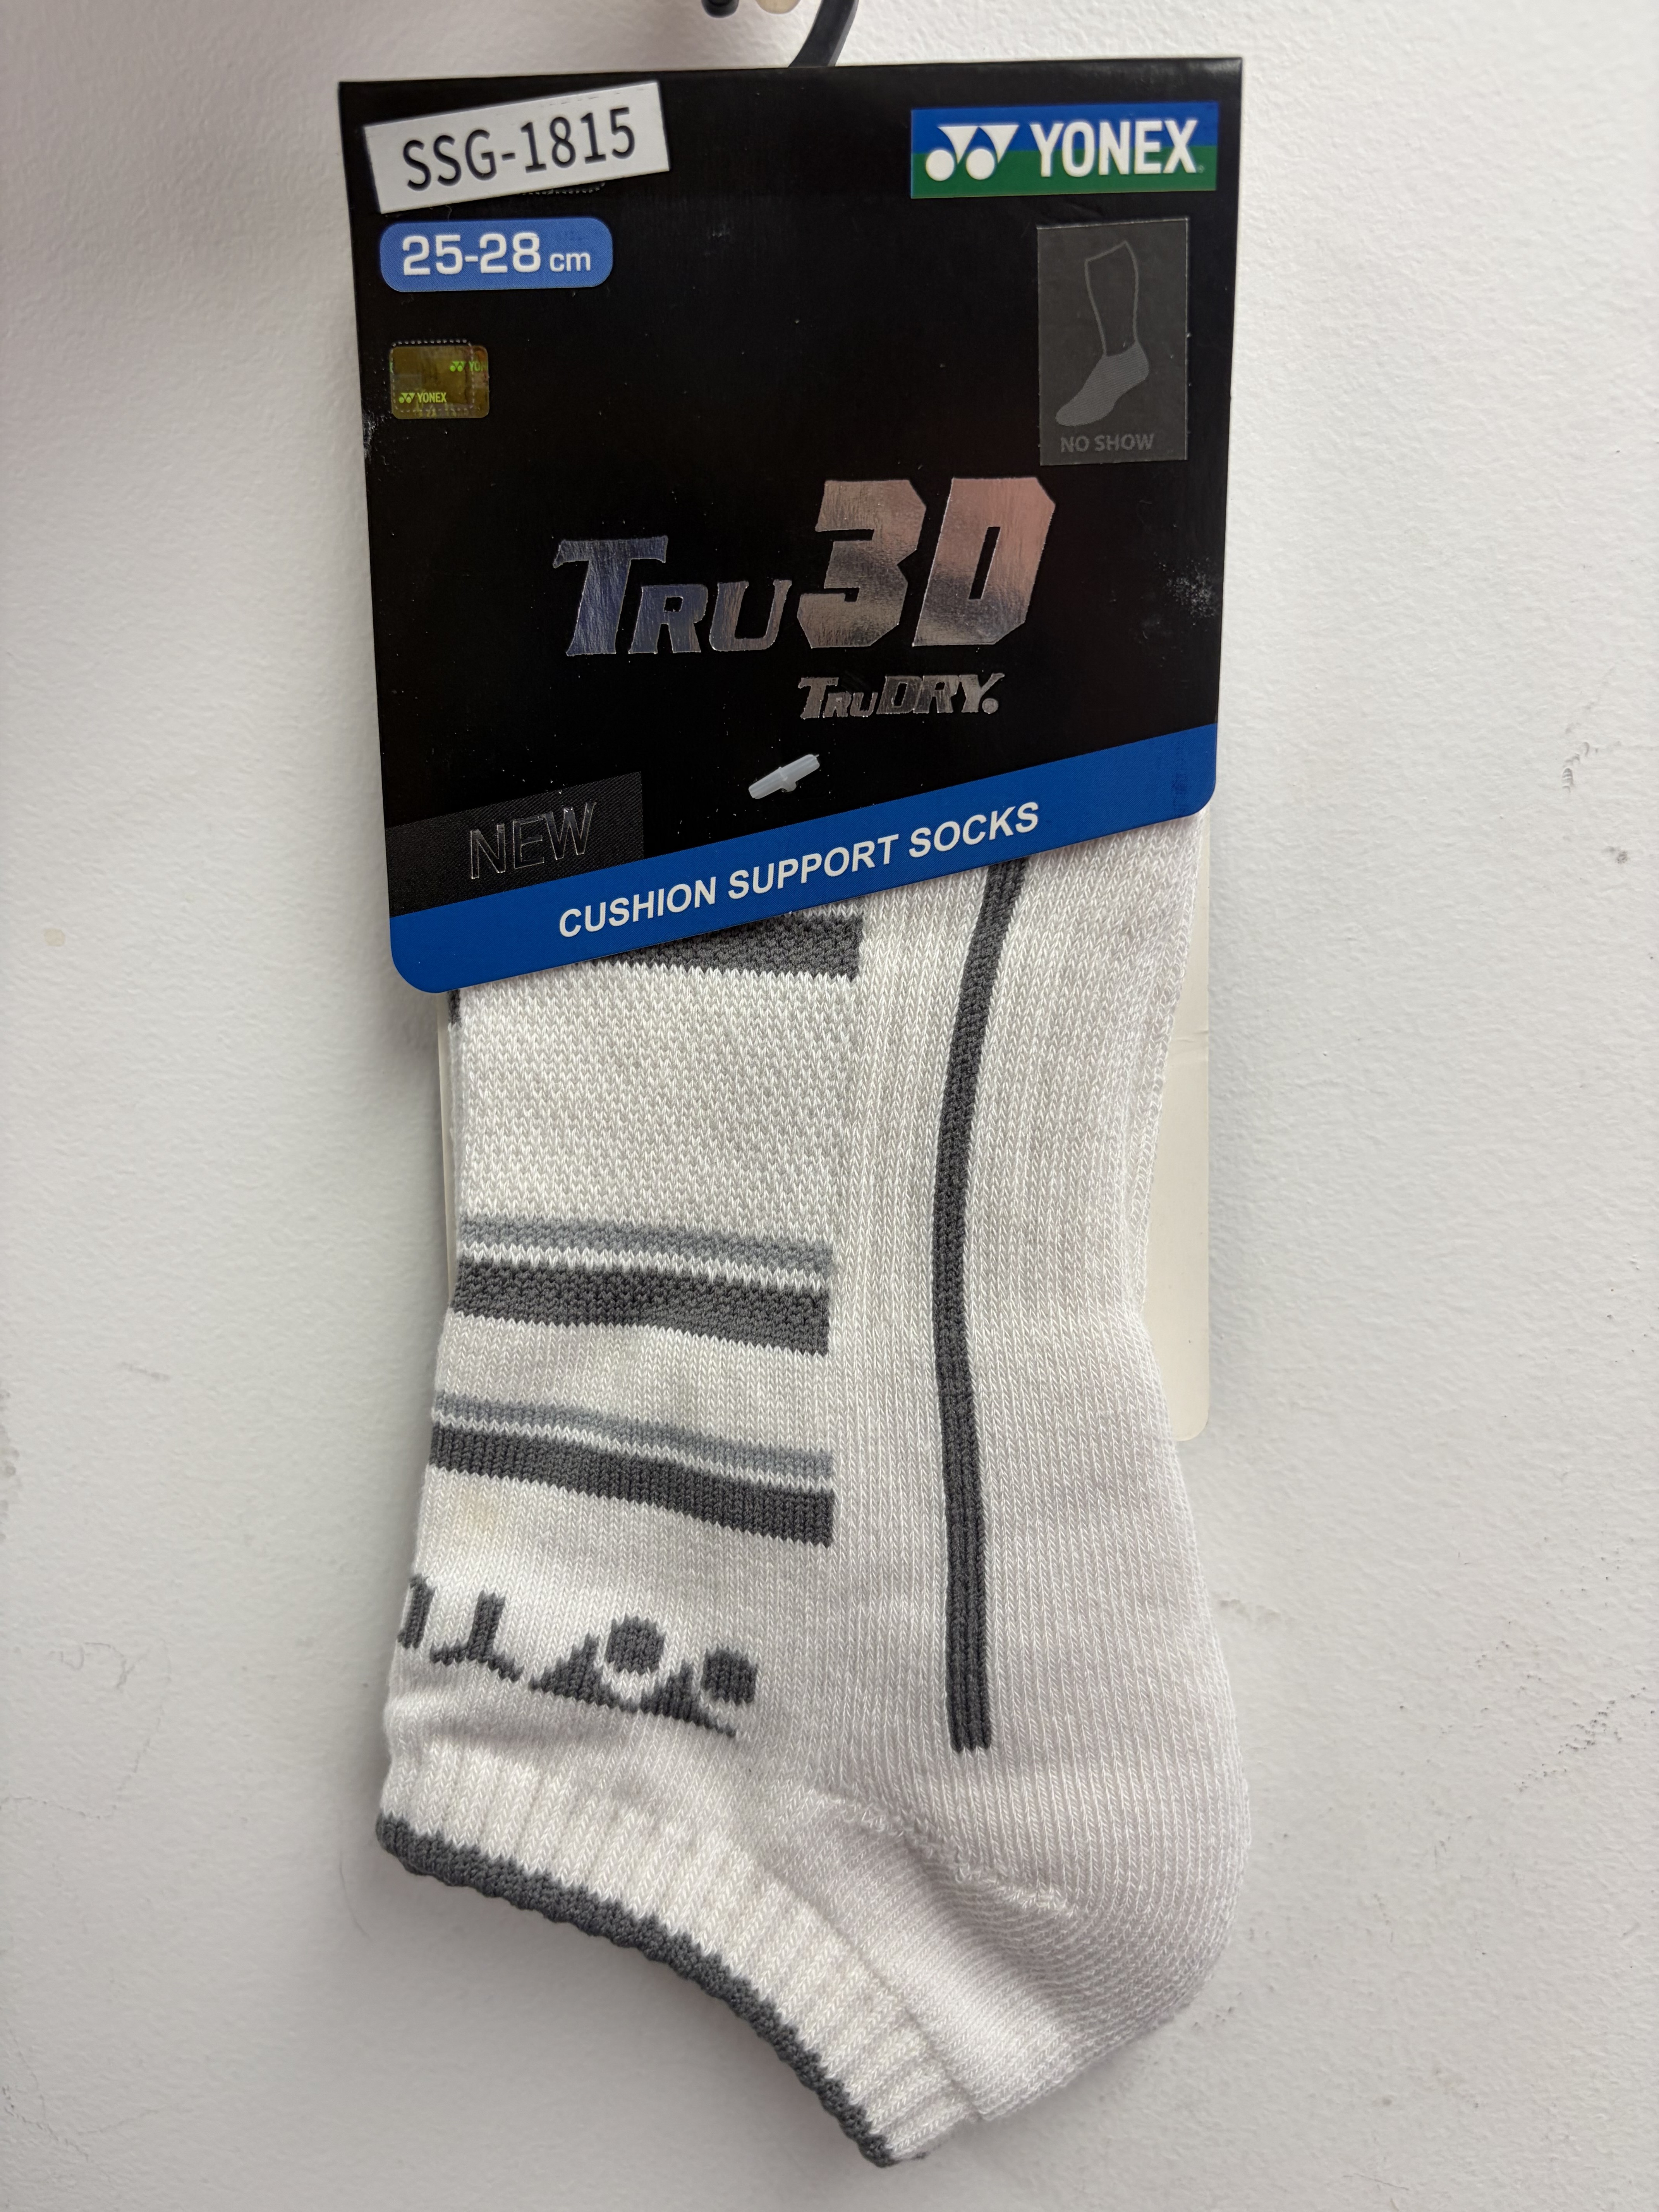 SSG-1815
YONEX
25-28 cm
YONEX
NO SHOW
TRU3D
TRUDRY.
NEW
CUSHION SUPPORT SOCKS